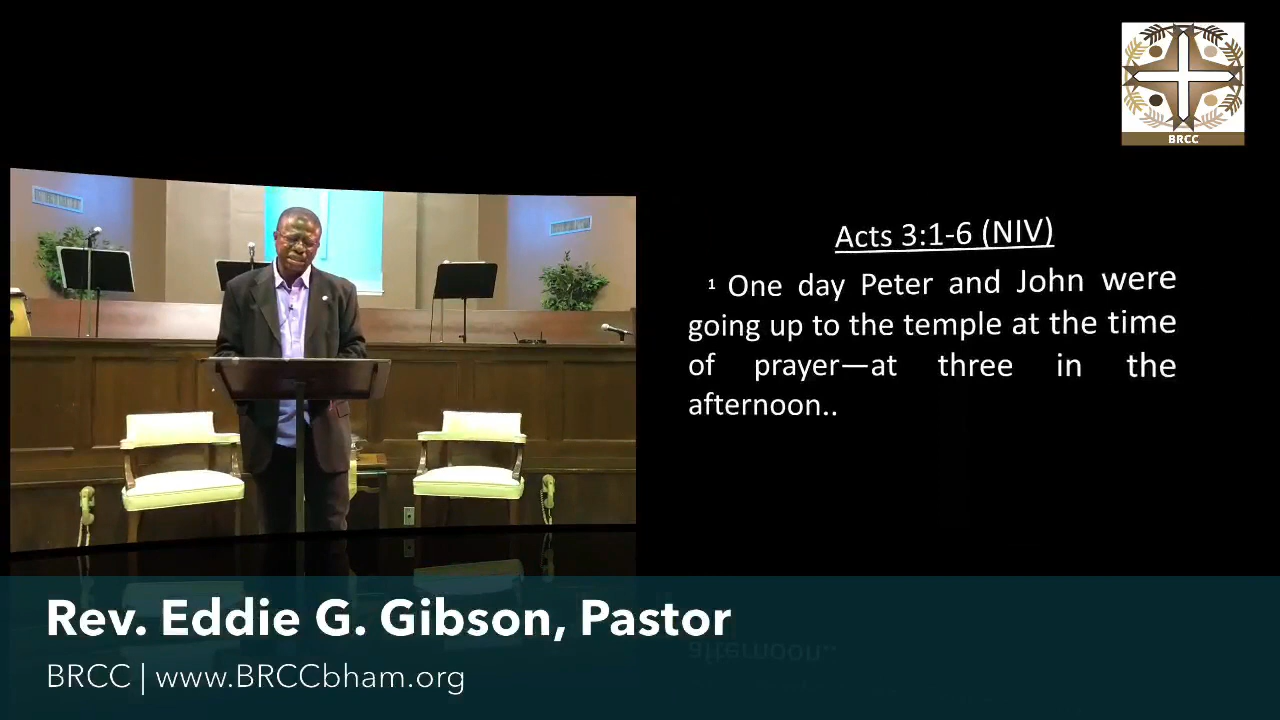 BRCC
Acts 3:1-6 (NIV)
1 One day Peter and John were
going up to the temple at the time
of prayer—at three in the
afternoon..
Rev. Eddie G. Gibson, Pastor
afternoon..
BRCC | www.BRCCbham.org